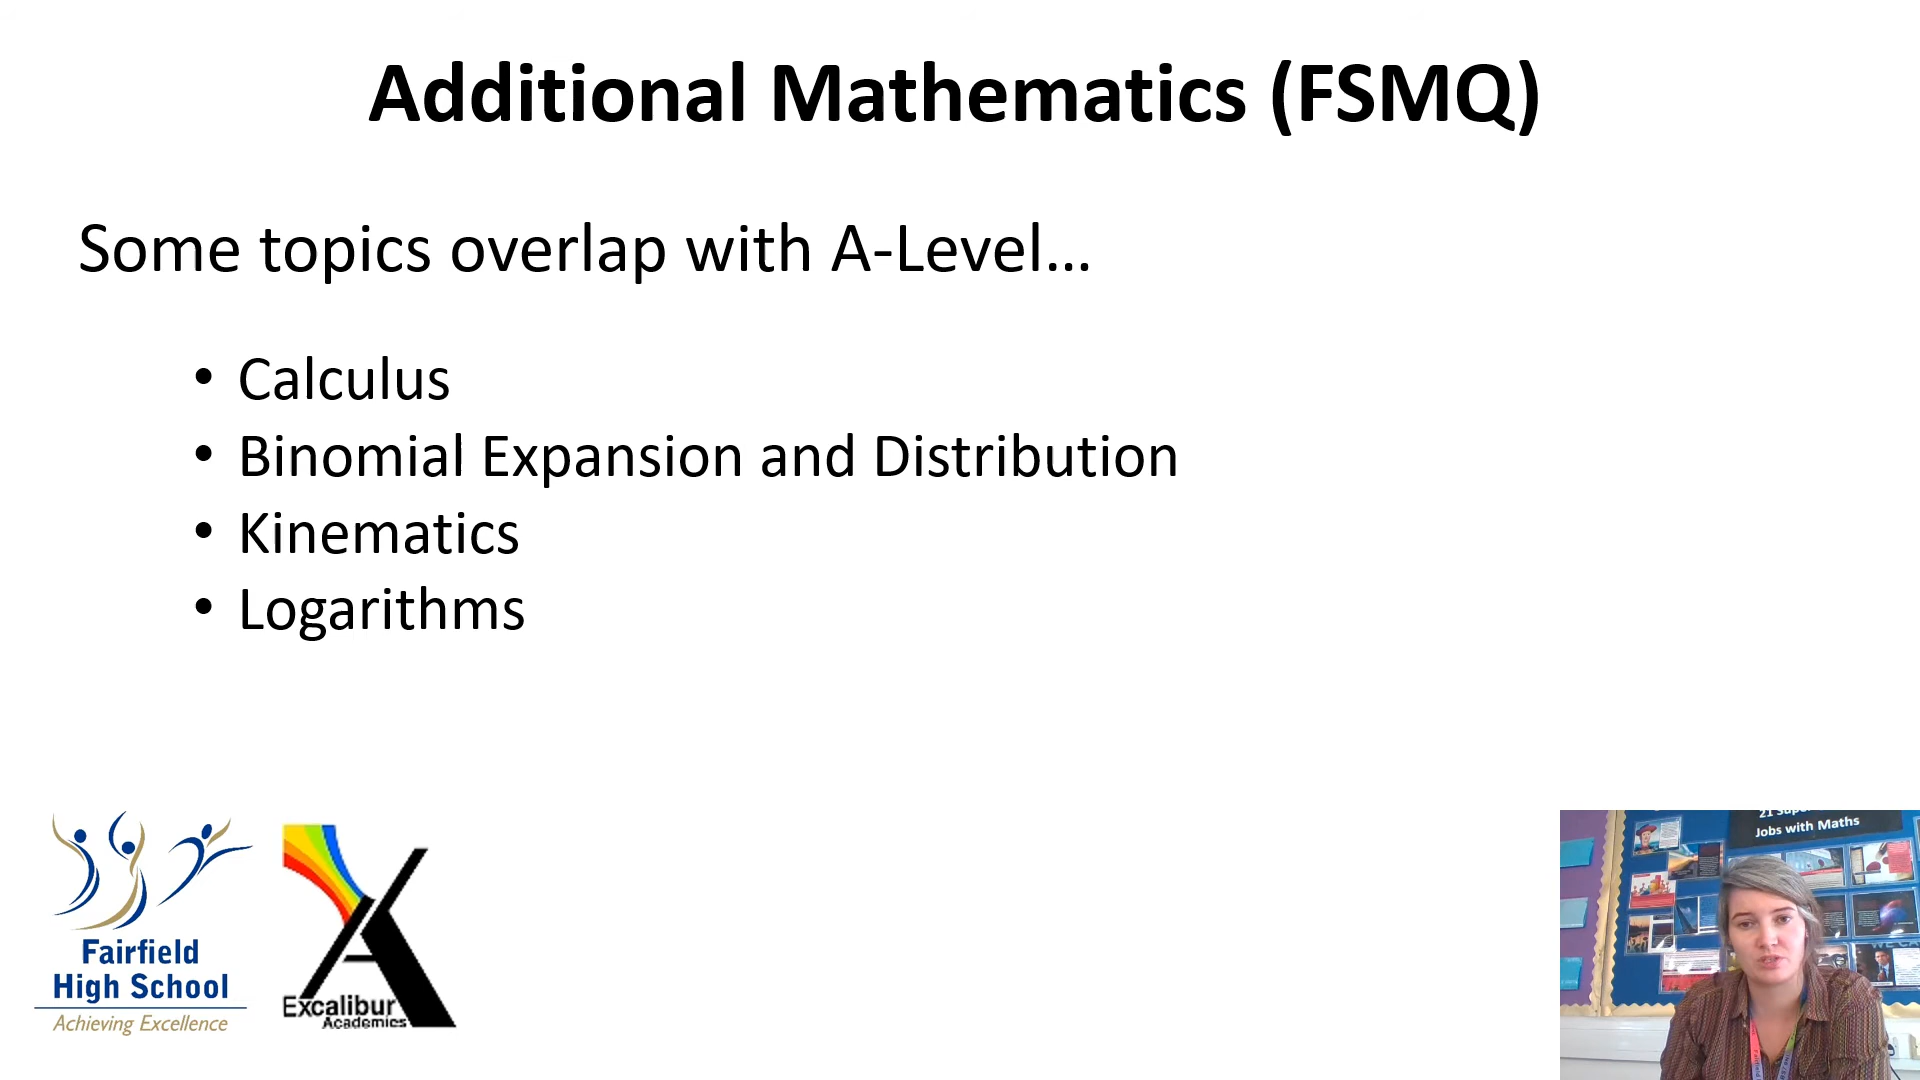 Additional Mathematics (FSMQ)
Some topics overlap with A-Level...
• Calculus
• Binomial Expansion and Distribution
• Kinematics
• Logarithms
Fairfield
High School
Achieving Excellence
Excalibur
Academies
21
Jobs with Maths